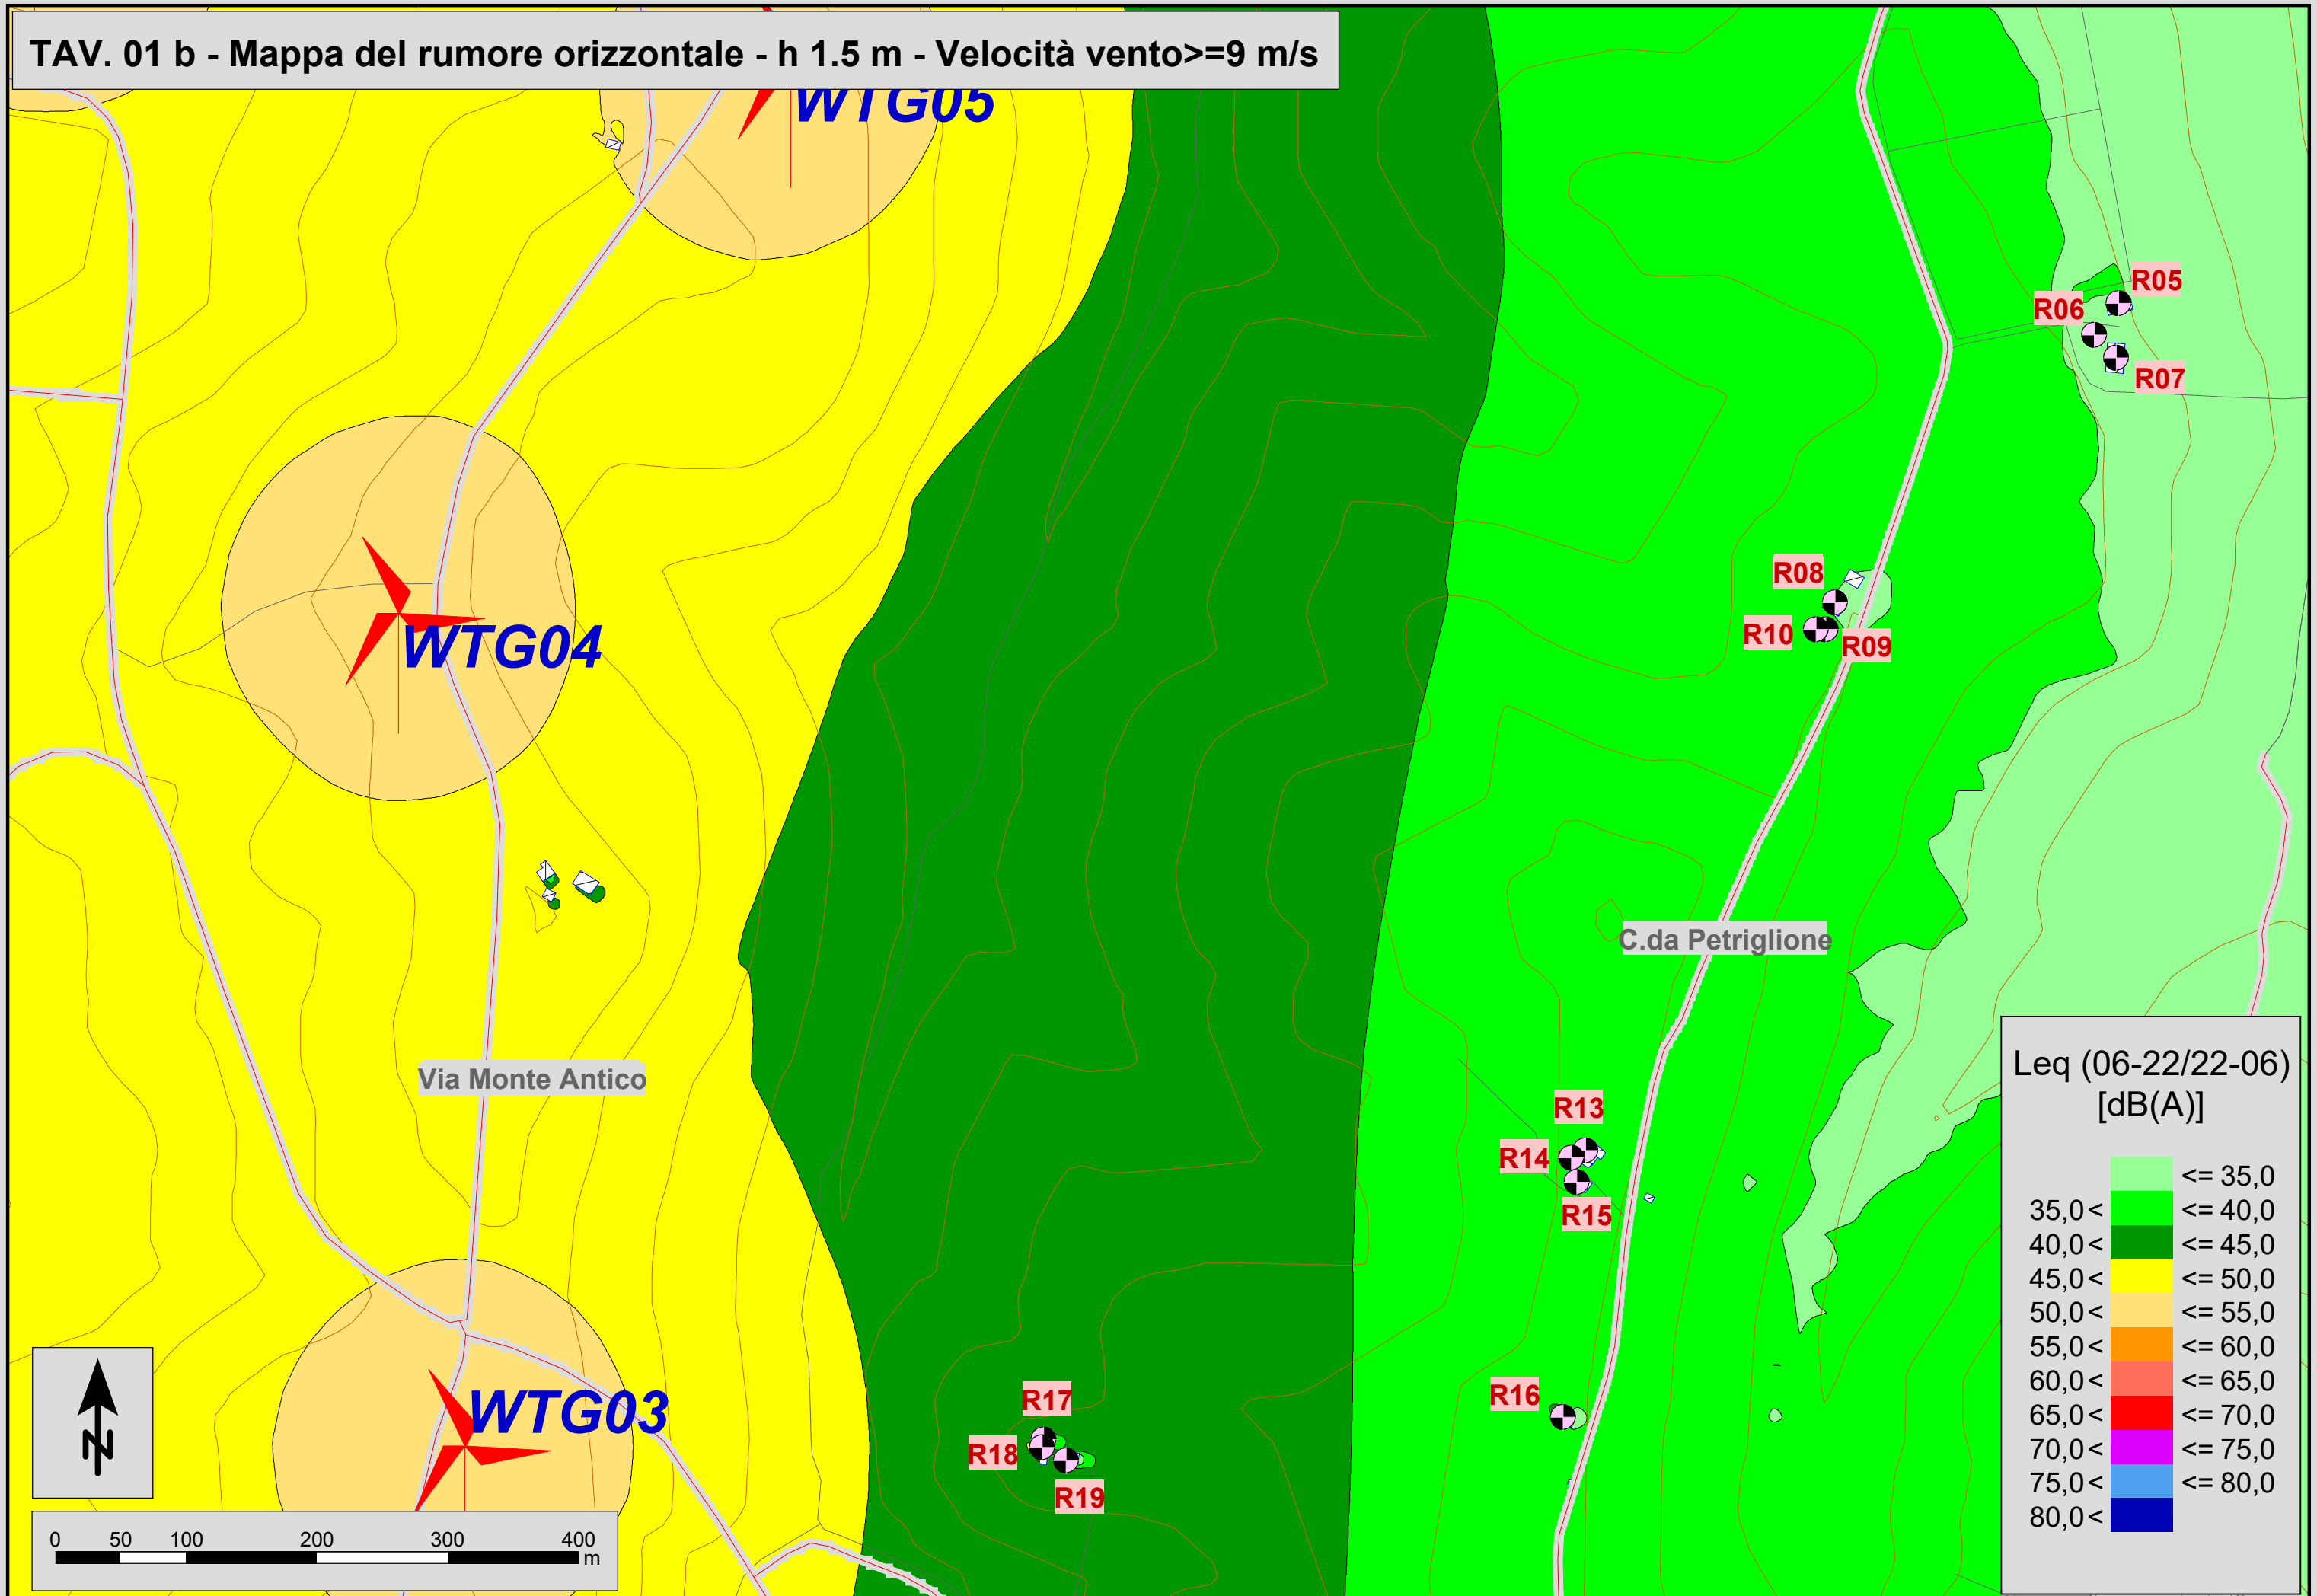 TAV. 01 b - Mappa del rumore orizzontale - h 1.5 m - Velocità vento>=9 m/s
WTG05
R05
R06
R07
R08
WTG04
R10
R09
C.da Petriglione
Via Monte Antico
R13
R14
R15
WTG03
R17
R16
R18
R19
N
0 50 100 200 300 400
m
Leq (06-22/22-06)
[dB(A)]
<= 35,0
35,0 < <= 40,0
40,0 < <= 45,0
45,0 < <= 50,0
50,0 < <= 55,0
55,0 < <= 60,0
60,0 < <= 65,0
65,0 < <= 70,0
70,0 < <= 75,0
75,0 < <= 80,0
80,0 <